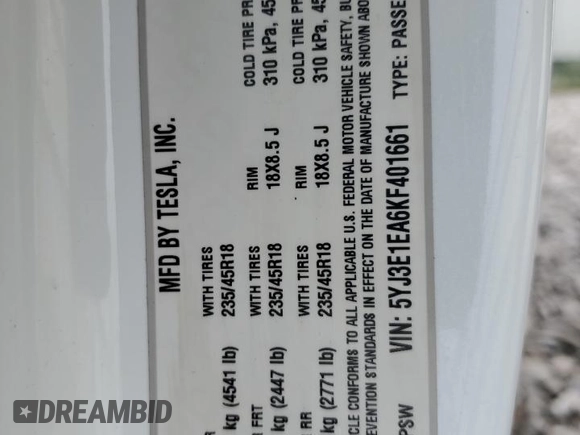 MFD BY TESLA, INC.
WITH TIRES
kg (4541 lb) 235/45R18
FRT WITH TIRES RIM COLD TIRE PR
kg (2447 lb) 235/45R18 18X8.5 J 310 kPa, 45
RR WITH TIRES RIM COLD TIRE PR
kg (2771 lb) 235/45R18 18X8.5 J 310 kPa, 45
CLE CONFORMS TO ALL APPLICABLE U.S. FEDERAL MOTOR VEHICLE SAFETY, BU
EVENTION STANDARDS IN EFFECT ON THE DATE OF MANUFACTURE SHOWN ABO
PSW VIN: 5YJ3E1EA6KF401661 TYPE: PASSE
DREAMBID